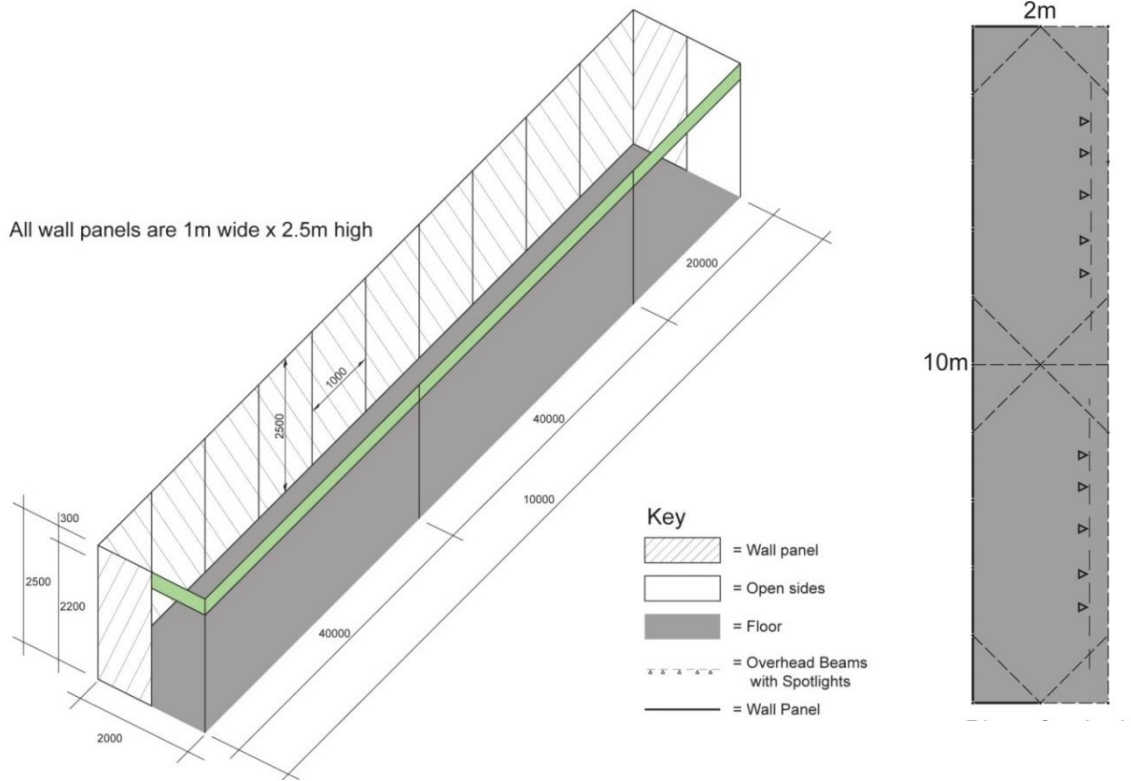 2m
All wall panels are 1m wide x 2.5m high
20000
1000
2500
10m
40000
10000
300
2500
2200
40000
2000
Key
= Wall panel
= Open sides
= Floor
= Overhead Beams
with Spotlights
= Wall Panel